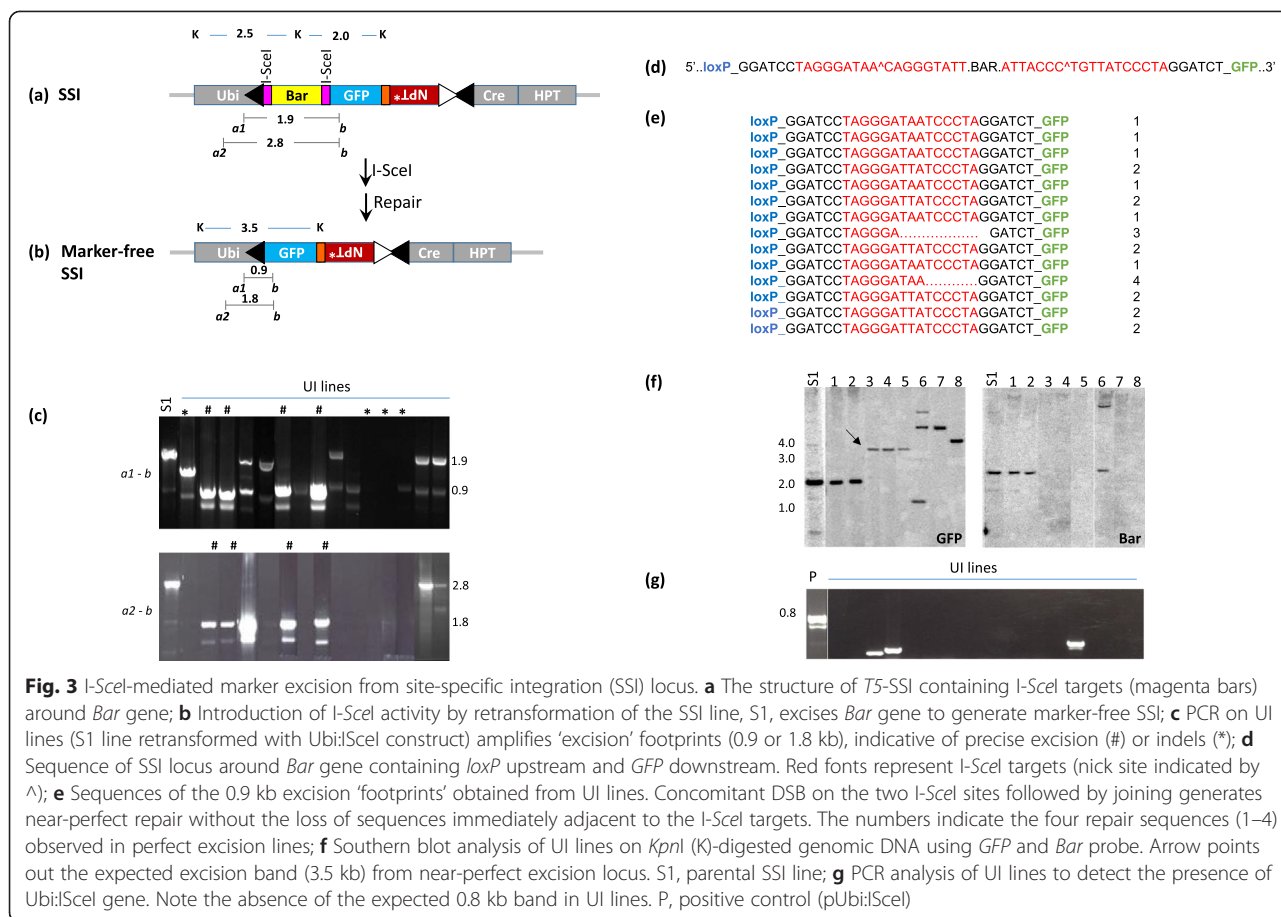 K 2.5 K 2.0 K
I-SceI I-SceI
(a) SSI Ubi Bar GFP NPT* Cre HPT
1.9
a1 b
2.8
a2 b
I-SceI
Repair
K 3.5 K
(b) Marker-free SSI Ubi GFP NPT* Cre HPT
0.9
a1 b
1.8
a2 b
UI lines
(c) S1 * # # # # * * *
a1 - b 1.9
0.9
# # # #
a2 - b 2.8
1.8
(d) 5'..loxP_GGATCCTAGGGATAA^CAGGGTATT.BAR.ATTACCC^TGTTATCCCTAGGATCT_GFP..3'
(e)
loxP_GGATCCTAGGGATAATCCCTAGGATCT_GFP 1
loxP_GGATCCTAGGGATAATCCCTAGGATCT_GFP 1
loxP_GGATCCTAGGGATAATCCCTAGGATCT_GFP 1
loxP_GGATCCTAGGGATTATCCCTAGGATCT_GFP 2
loxP_GGATCCTAGGGATAATCCCTAGGATCT_GFP 1
loxP_GGATCCTAGGGATTATCCCTAGGATCT_GFP 2
loxP_GGATCCTAGGGATAATCCCTAGGATCT_GFP 1
loxP_GGATCCTAGGGA................. GATCT_GFP 3
loxP_GGATCCTAGGGATTATCCCTAGGATCT_GFP 2
loxP_GGATCCTAGGGATAATCCCTAGGATCT_GFP 1
loxP_GGATCCTAGGGATAA...........GGATCT_GFP 4
loxP_GGATCCTAGGGATTATCCCTAGGATCT_GFP 2
loxP_GGATCCTAGGGATTATCCCTAGGATCT_GFP 2
loxP_GGATCCTAGGGATTATCCCTAGGATCT_GFP 2
(f) S1 1 2 3 4 5 6 7 8 S1 1 2 3 4 5 6 7 8
4.0
3.0
2.0
1.0
GFP Bar
(g) P UI lines
0.8
Fig. 3 I-SceI-mediated marker excision from site-specific integration (SSI) locus. a The structure of T5-SSI containing I-SceI targets (magenta bars)
around Bar gene; b Introduction of I-SceI activity by retransformation of the SSI line, S1, excises Bar gene to generate marker-free SSI; c PCR on UI
lines (S1 line retransformed with Ubi:ISceI construct) amplifies 'excision' footprints (0.9 or 1.8 kb), indicative of precise excision (#) or indels (*); d
Sequence of SSI locus around Bar gene containing loxP upstream and GFP downstream. Red fonts represent I-SceI targets (nick site indicated by
^); e Sequences of the 0.9 kb excision 'footprints' obtained from UI lines. Concomitant DSB on the two I-SceI sites followed by joining generates
near-perfect repair without the loss of sequences immediately adjacent to the I-SceI targets. The numbers indicate the four repair sequences (1–4)
observed in perfect excision lines; f Southern blot analysis of UI lines on KpnI (K)-digested genomic DNA using GFP and Bar probe. Arrow points
out the expected excision band (3.5 kb) from near-perfect excision locus. S1, parental SSI line; g PCR analysis of UI lines to detect the presence of
Ubi:ISceI gene. Note the absence of the expected 0.8 kb band in UI lines. P, positive control (pUbi:ISceI)